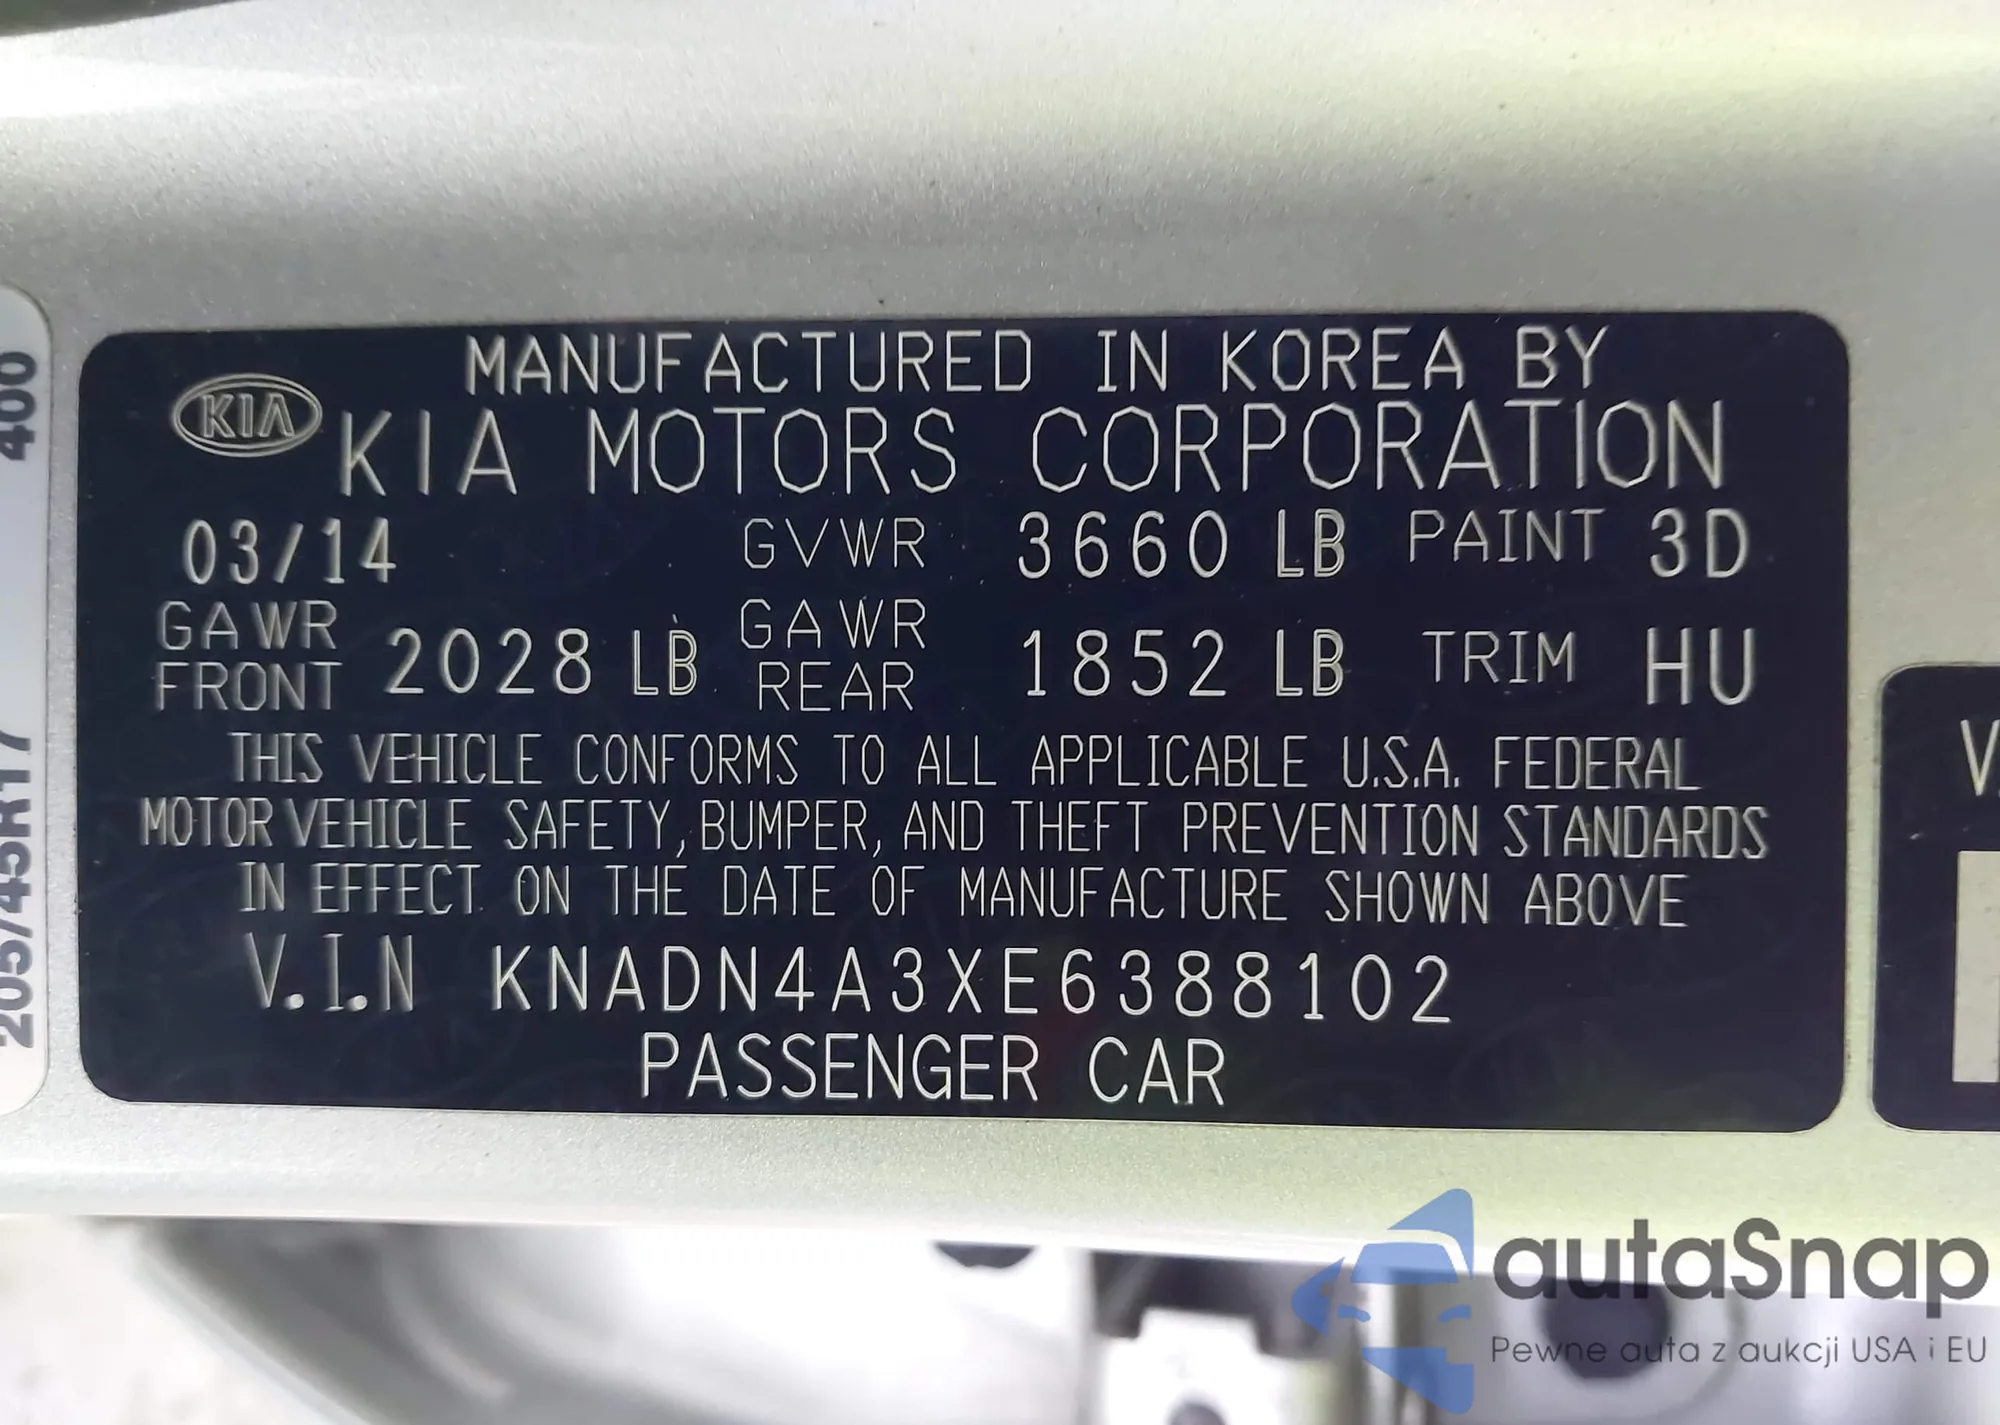 MANUFACTURED IN KOREA BY
KIA KIA MOTORS CORPORATION
03/14 GVWR 3660 LB PAINT 3D
GAWR FRONT 2028 LB GAWR REAR 1852 LB TRIM HU
THIS VEHICLE CONFORMS TO ALL APPLICABLE U.S.A. FEDERAL
MOTOR VEHICLE SAFETY, BUMPER, AND THEFT PREVENTION STANDARDS
IN EFFECT ON THE DATE OF MANUFACTURE SHOWN ABOVE
V.I.N KNADN4A3XE6388102
PASSENGER CAR
205/45R17 400
autaSnap
Pewne auta z aukcji USA i EU